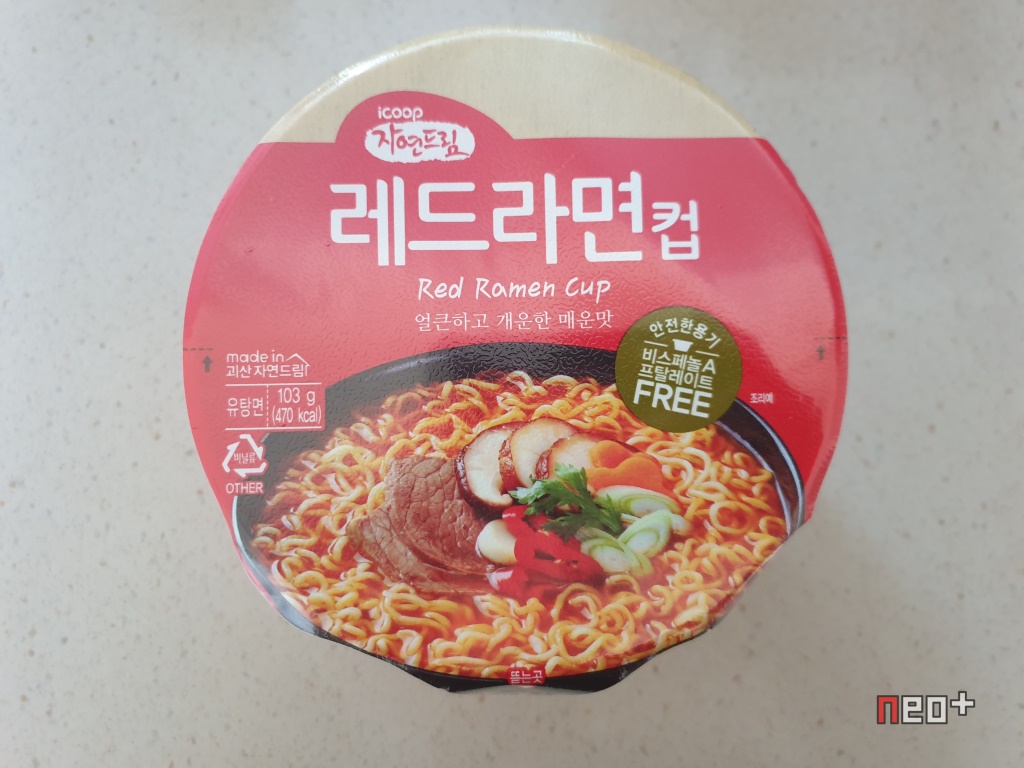 icoop
자연드림
레드라면컵
Red Ramen Cup
얼큰하고 개운한 매운맛
안전한용기
비스페놀A
프탈레이트
FREE
made in
괴산자연드림
유탕면
103 g
(470 kcal)
비닐류
OTHER
조리예
뜯는곳
neo+